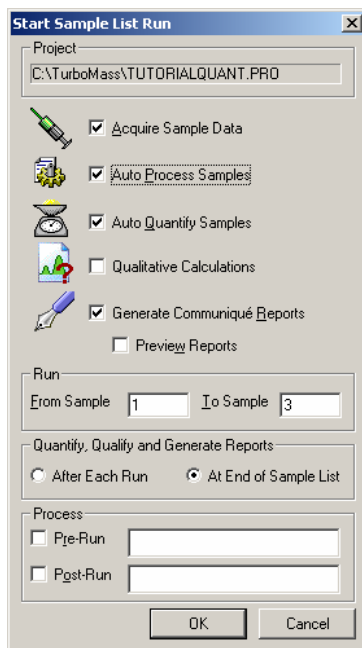 Start Sample List Run
Project
C:\TurboMass\TUTORIALQUANT.PRO
Acquire Sample Data
Auto Process Samples
Auto Quantify Samples
Qualitative Calculations
Generate Communiqué Reports
Preview Reports
Run
From Sample 1 To Sample 3
Quantify, Qualify and Generate Reports
After Each Run At End of Sample List
Process
Pre-Run
Post-Run
OK Cancel